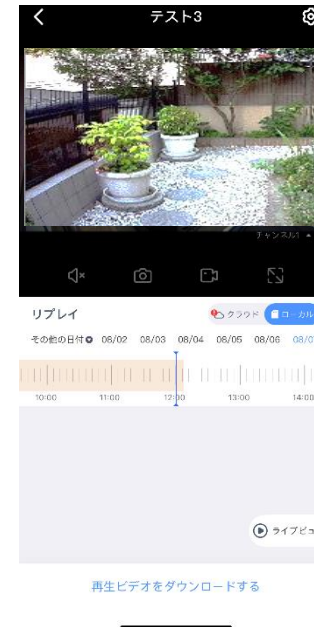 テスト3
チャンネル1
リプレイ
クラウド
ローカル
その他の日付 08/02 08/03 08/04 08/05 08/06 08/0
10:00 11:00 12:00 13:00 14:00
ライブビュ
再生ビデオをダウンロードする